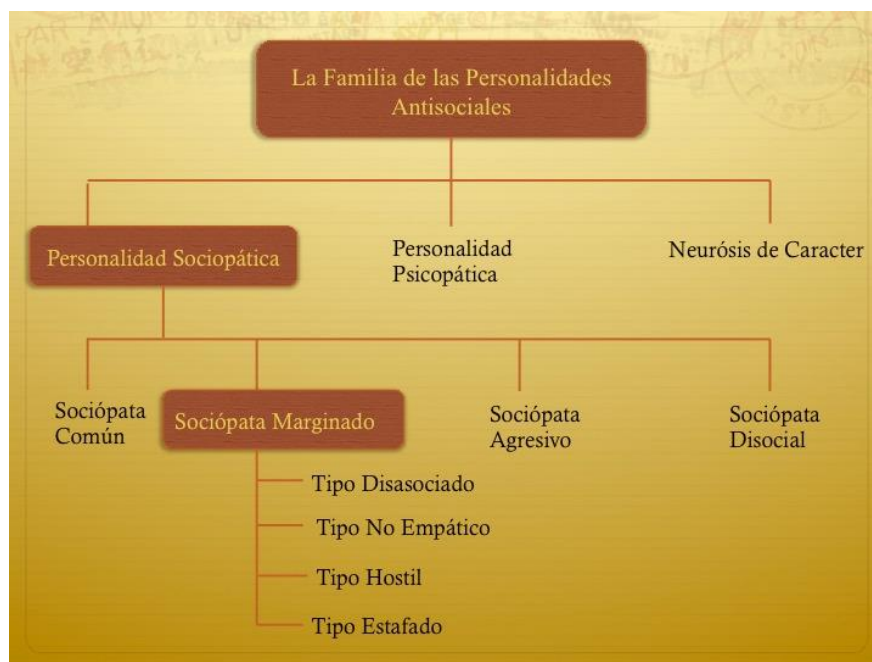 La Familia de las Personalidades
Antisociales
Personalidad Sociopática
Personalidad
Psicopática
Neurósis de Caracter
Sociópata
Común
Sociópata Marginado
Sociópata
Agresivo
Sociópata
Disocial
Tipo Disasociado
Tipo No Empático
Tipo Hostil
Tipo Estafado